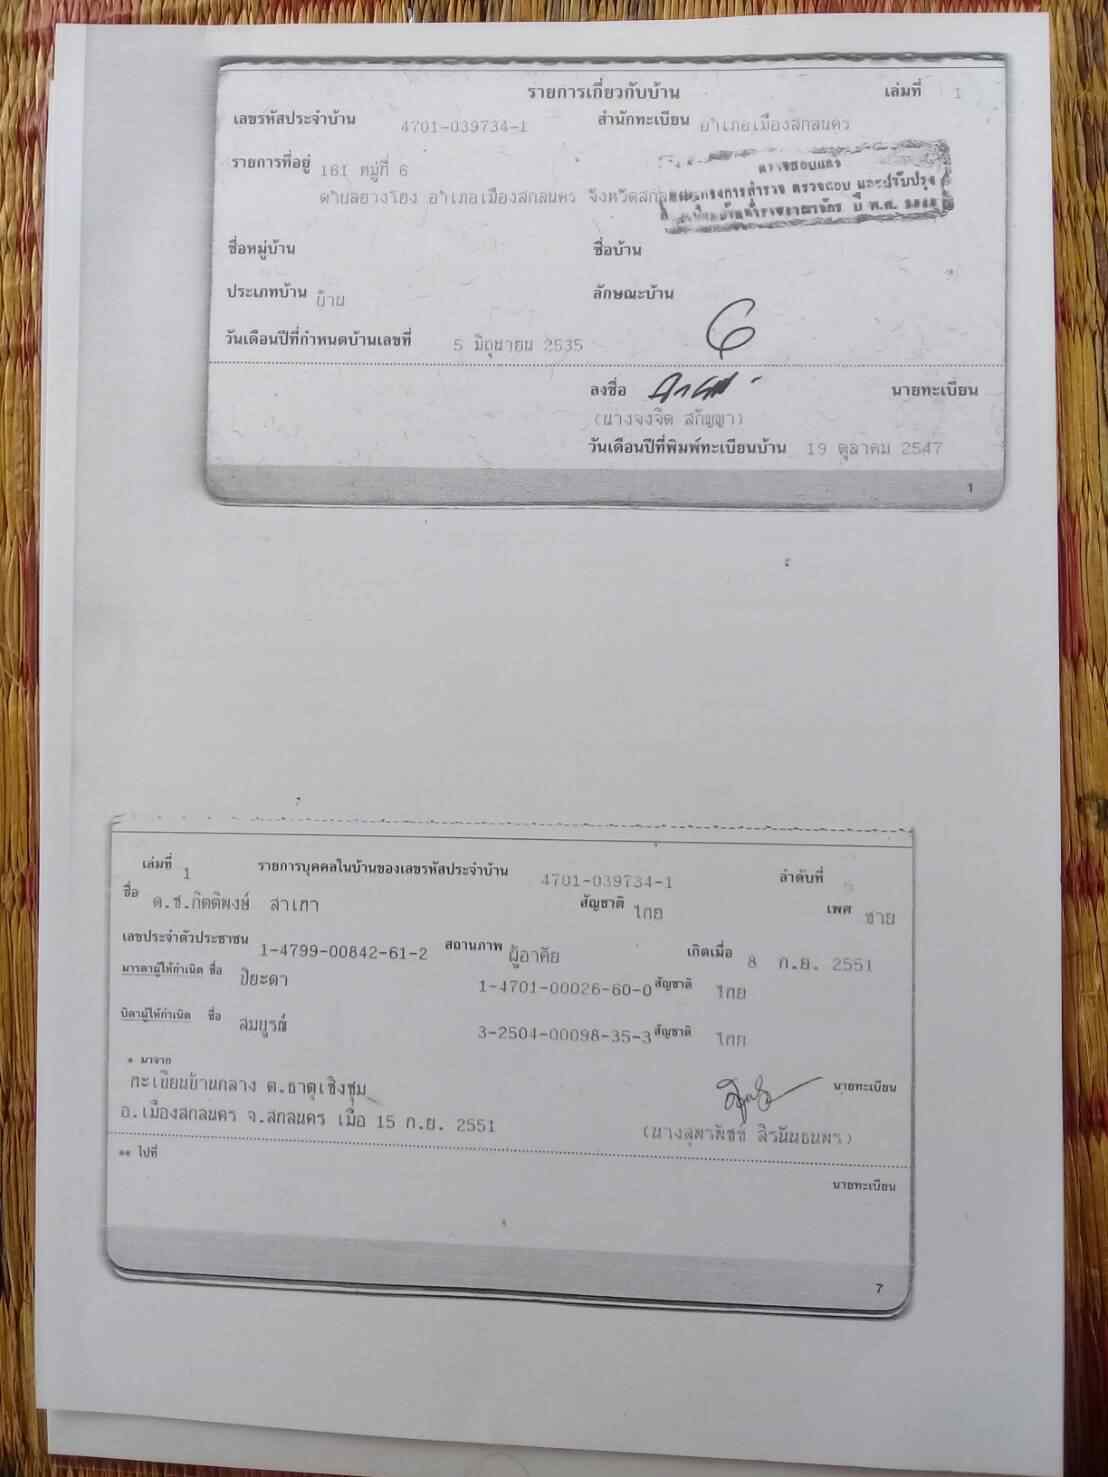 รายการเกี่ยวกับบ้าน เล่มที่ 1
เลขรหัสประจำบ้าน 4701-039734-1 สำนักทะเบียน อำเภอเมืองสกลนคร
รายการที่อยู่ 161 หมู่ที่ 6
ตำบลฮางโฮง อำเภอเมืองสกลนคร จังหวัดสกล
ตรวจสอบแล้ว
ตามโครงการสำรวจ ตรวจสอบ และปรับปรุง
ชื่อหมู่บ้าน ชื่อบ้าน
ประเภทบ้าน บ้าน ลักษณะบ้าน
วันเดือนปีที่กำหนดบ้านเลขที่ 5 มิถุนายน 2535
ลงชื่อ นายทะเบียน
(นางจงจิต สกัญญา)
วันเดือนปีที่พิมพ์ทะเบียนบ้าน 19 ตุลาคม 2547
1
เล่มที่ 1 รายการบุคคลในบ้านของเลขรหัสประจำบ้าน 4701-039734-1 ลำดับที่ 5
ชื่อ ด.ช.กิตติพงษ์ สาเภา สัญชาติ ไทย เพศ ชาย
เลขประจำตัวประชาชน 1-4799-00842-61-2 สถานภาพ ผู้อาศัย เกิดเมื่อ 8 ก.ย. 2551
มารดาผู้ให้กำเนิด ชื่อ ปิยะดา 1-4701-00026-60-0 สัญชาติ ไทย
บิดาผู้ให้กำเนิด ชื่อ สมบูรณ์ 3-2504-00098-35-3 สัญชาติ ไทย
* มาจาก
ทะเบียนบ้านกลาง ต.ธาตุเชิงชุม นายทะเบียน
อ.เมืองสกลนคร จ.สกลนคร เมื่อ 15 ก.ย. 2551 (นางสุพรพิชช์ สิรนันธนพร)
** ไปที่
นายทะเบียน
7